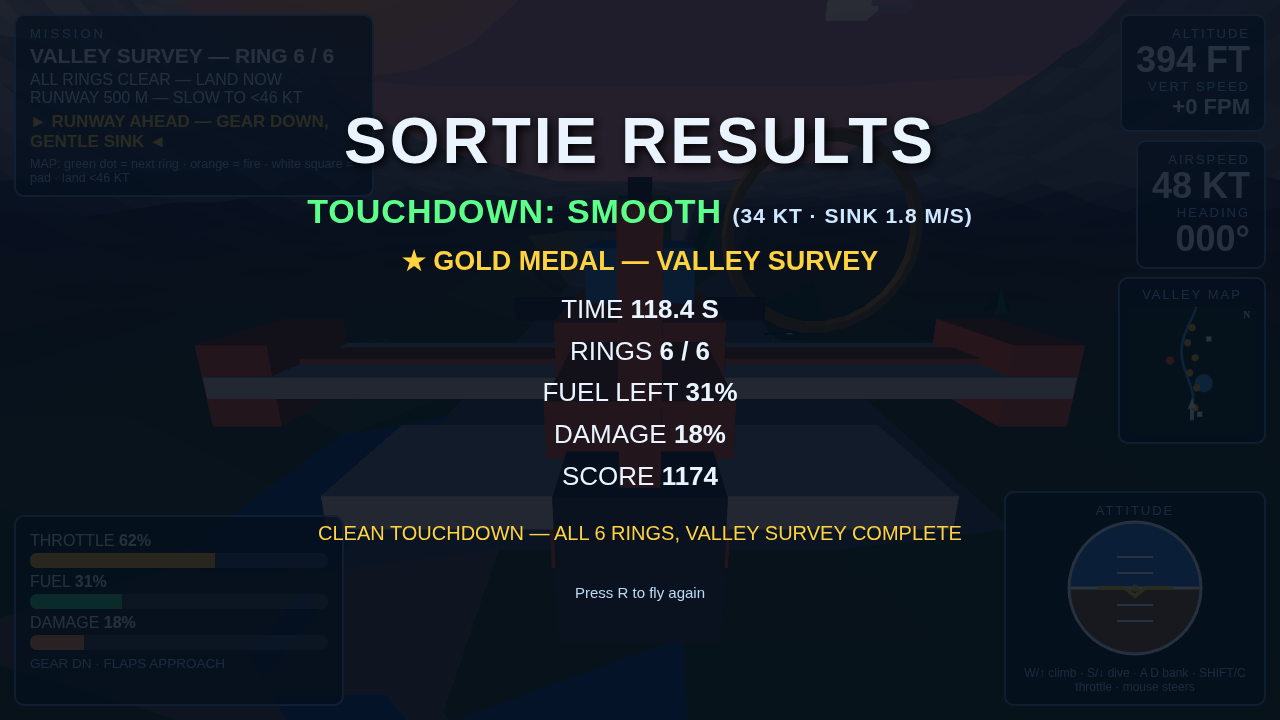 MISSION
VALLEY SURVEY — RING 6 / 6
ALL RINGS CLEAR — LAND NOW
RUNWAY 500 M — SLOW TO <46 KT
► RUNWAY AHEAD — GEAR DOWN,
GENTLE SINK ◄
MAP: green dot = next ring · orange = fire · white square =
pad · land <46 KT
ALTITUDE
394 FT
VERT SPEED
+0 FPM
AIRSPEED
48 KT
HEADING
000°
VALLEY MAP
N
SORTIE RESULTS
TOUCHDOWN: SMOOTH (34 KT · SINK 1.8 M/S)
★ GOLD MEDAL — VALLEY SURVEY
TIME 118.4 S
RINGS 6 / 6
FUEL LEFT 31%
DAMAGE 18%
SCORE 1174
CLEAN TOUCHDOWN — ALL 6 RINGS, VALLEY SURVEY COMPLETE
Press R to fly again
THROTTLE 62%
FUEL 31%
DAMAGE 18%
GEAR DN · FLAPS APPROACH
ATTITUDE
W/↑ climb · S/↓ dive · A D bank · SHIFT/C
throttle · mouse steers